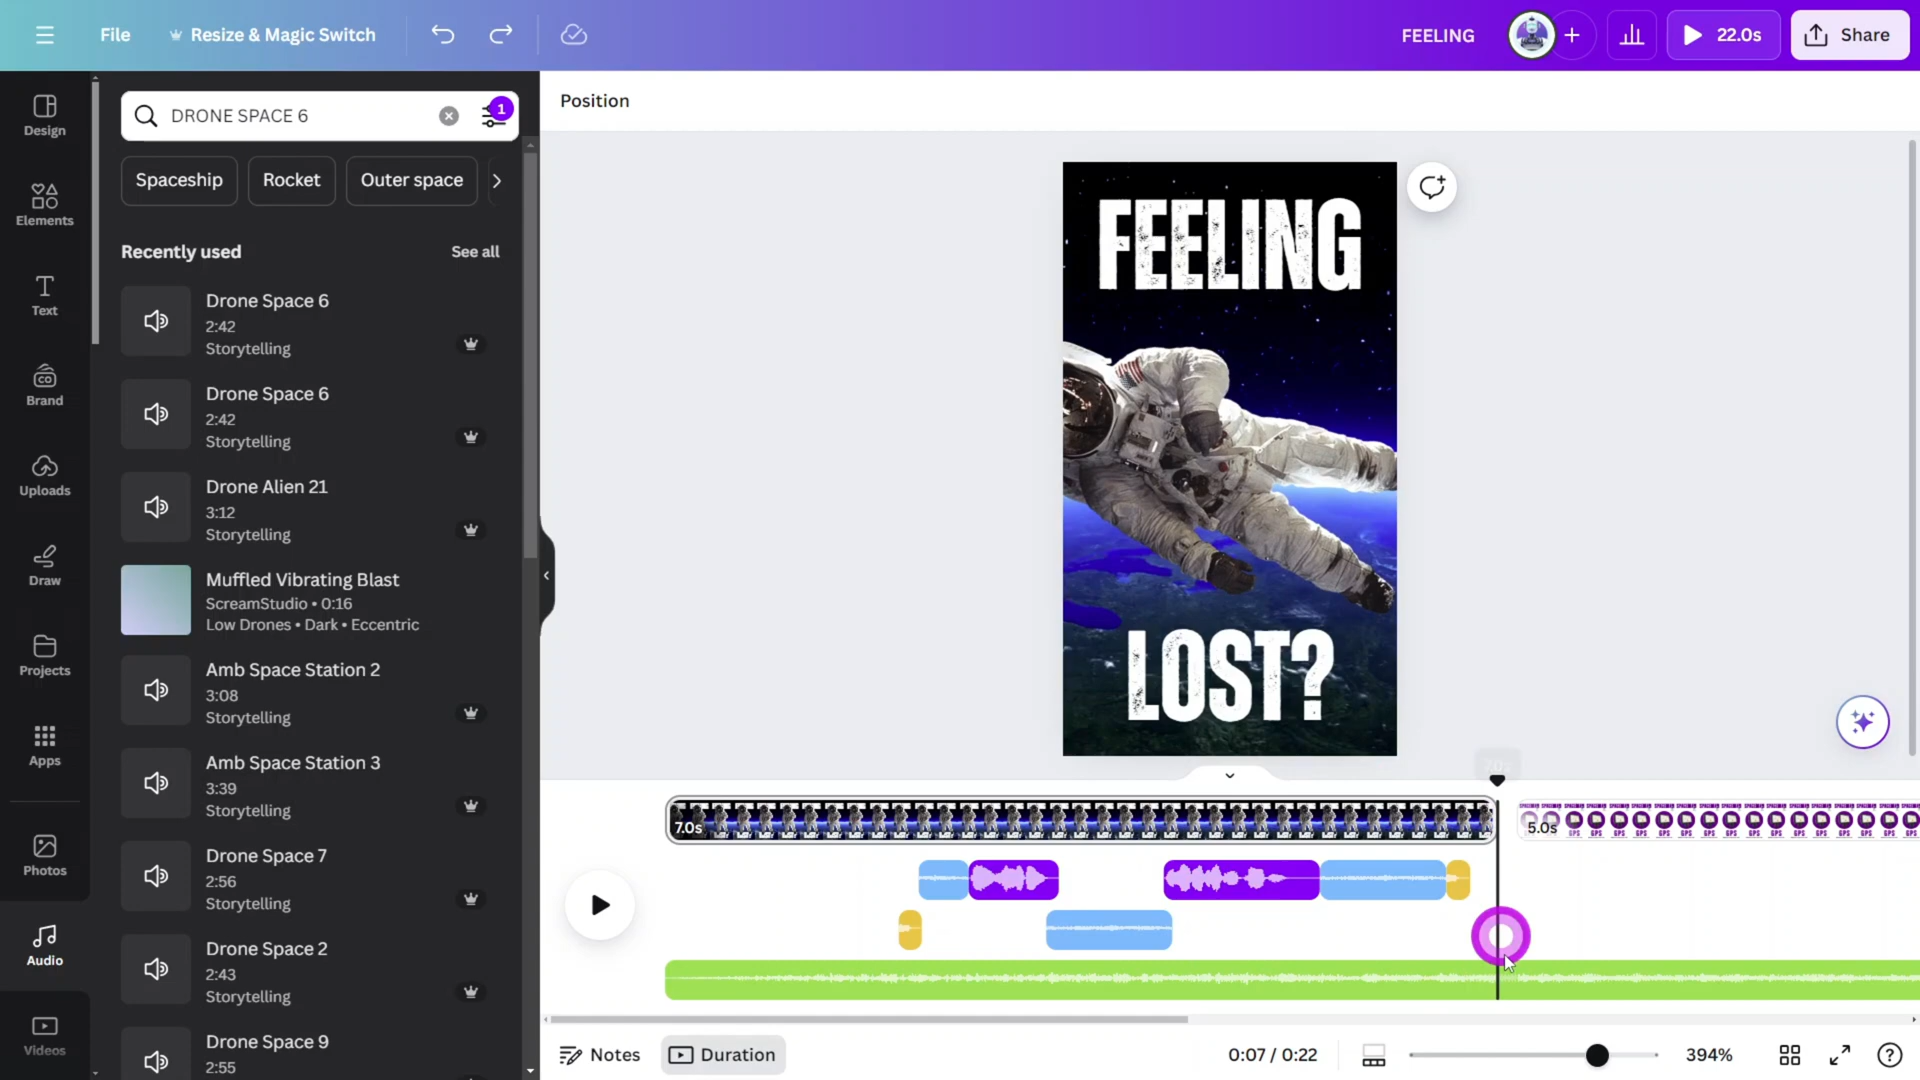 File
Resize & Magic Switch
FEELING
22.0s
Share
Design
Elements
Text
Brand
Uploads
Draw
Projects
Apps
Photos
Audio
Videos
DRONE SPACE 6
1
Spaceship
Rocket
Outer space
Recently used
See all
Drone Space 6
2:42
Storytelling
Drone Space 6
2:42
Storytelling
Drone Alien 21
3:12
Storytelling
Muffled Vibrating Blast
ScreamStudio • 0:16
Low Drones • Dark • Eccentric
Amb Space Station 2
3:08
Storytelling
Amb Space Station 3
3:39
Storytelling
Drone Space 7
2:56
Storytelling
Drone Space 2
2:43
Storytelling
Drone Space 9
2:55
Position
FEELING
LOST?
7.0s
7.0s
5.0s
GPS
Notes
Duration
0:07 / 0:22
394%